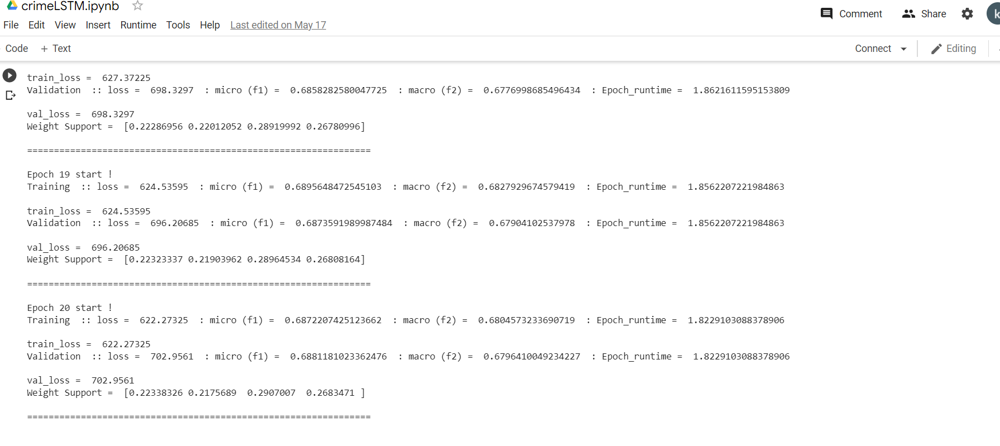 crimeLSTM.ipynb
Comment Share k
File Edit View Insert Runtime Tools Help Last edited on May 17
Code + Text Connect Editing
train_loss =  627.37225
Validation  :: loss =  698.3297  : micro (f1) =  0.6858282580047725  : macro (f2) =  0.6776998685496434  : Epoch_runtime =  1.8621611595153809
val_loss =  698.3297
Weight Support =  [0.22286956 0.22012052 0.28919992 0.26780996]
================================================================
Epoch 19 start !
Training  :: loss =  624.53595  : micro (f1) =  0.6895648472545103  : macro (f2) =  0.6827929674579419  : Epoch_runtime =  1.8562207221984863
train_loss =  624.53595
Validation  :: loss =  696.20685  : micro (f1) =  0.6873591989987484  : macro (f2) =  0.67904102537978  : Epoch_runtime =  1.8562207221984863
val_loss =  696.20685
Weight Support =  [0.22323337 0.21903962 0.28964534 0.26808164]
================================================================
Epoch 20 start !
Training  :: loss =  622.27325  : micro (f1) =  0.6872207425123662  : macro (f2) =  0.6804573233690719  : Epoch_runtime =  1.8229103088378906
train_loss =  622.27325
Validation  :: loss =  702.9561  : micro (f1) =  0.6881181023362476  : macro (f2) =  0.6796410049234227  : Epoch_runtime =  1.8229103088378906
val_loss =  702.9561
Weight Support =  [0.22338326 0.2175689  0.2907007  0.2683471 ]
================================================================